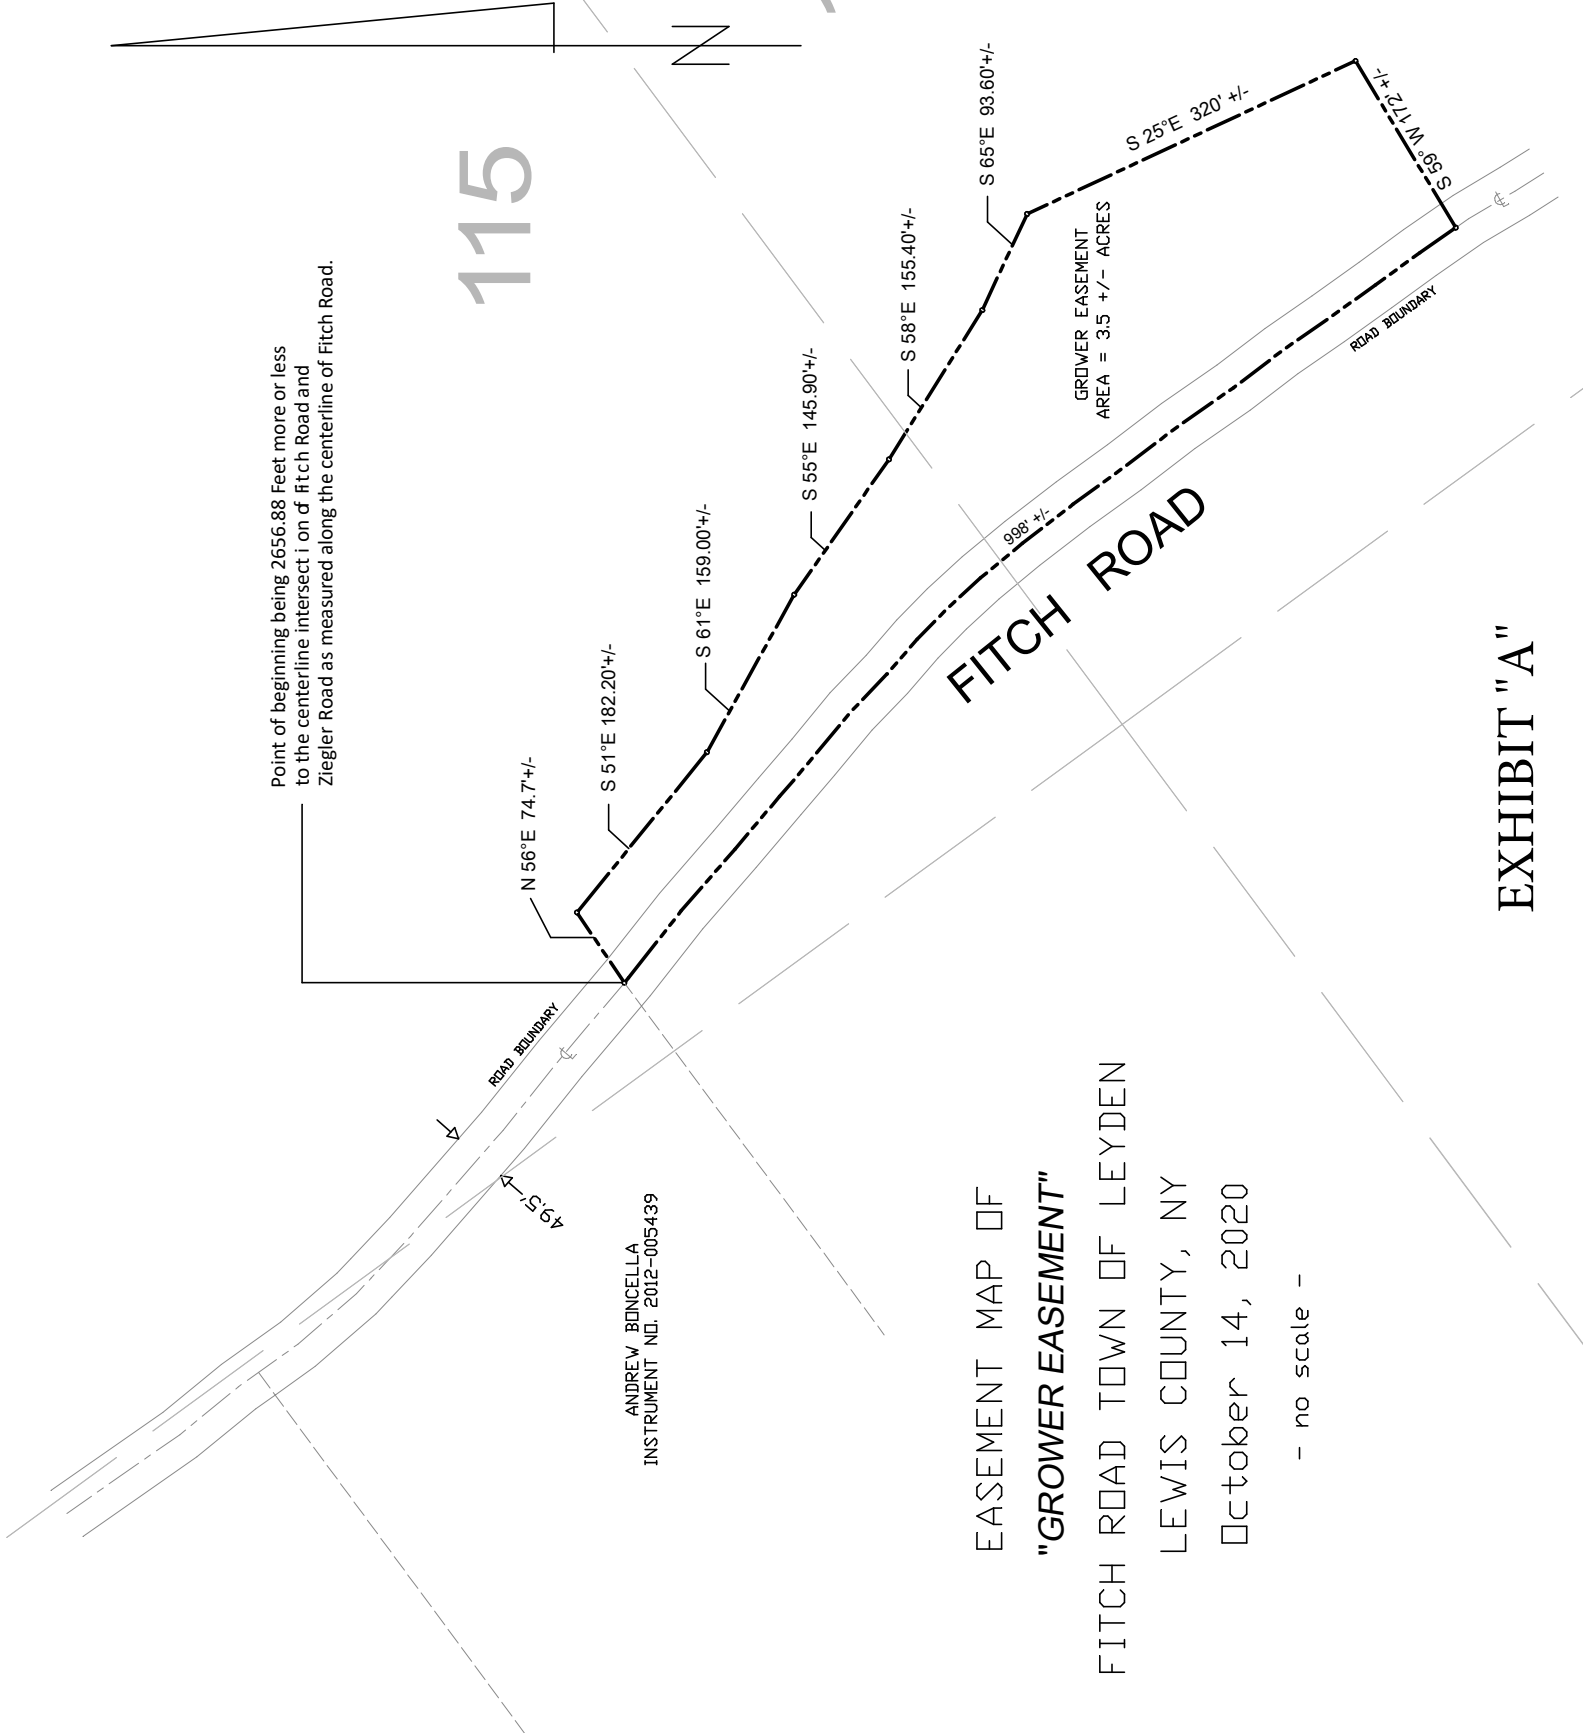 Point of beginning being 2656.88 Feet more or less
to the centerline intersect i on of Fitch Road and
Ziegler Road as measured along the centerline of Fitch Road.
N
115
N 56°E 74.7'+/-
S 51°E 182.20'+/-
S 61°E 159.00'+/-
S 55°E 145.90'+/-
S 58°E 155.40'+/-
S 65°E 93.60'+/-
S 25°E 320' +/-
S 59° W 172' +/-
GROWER EASEMENT
AREA = 3.5 +/- ACRES
998' +/-
FITCH ROAD
ROAD BOUNDARY
ROAD BOUNDARY
49.5'
ANDREW BONCELLA
INSTRUMENT NO. 2012-005439
EASEMENT MAP OF
"GROWER EASEMENT"
FITCH ROAD TOWN OF LEYDEN
LEWIS COUNTY, NY
October 14, 2020
- no scale -
EXHIBIT "A"